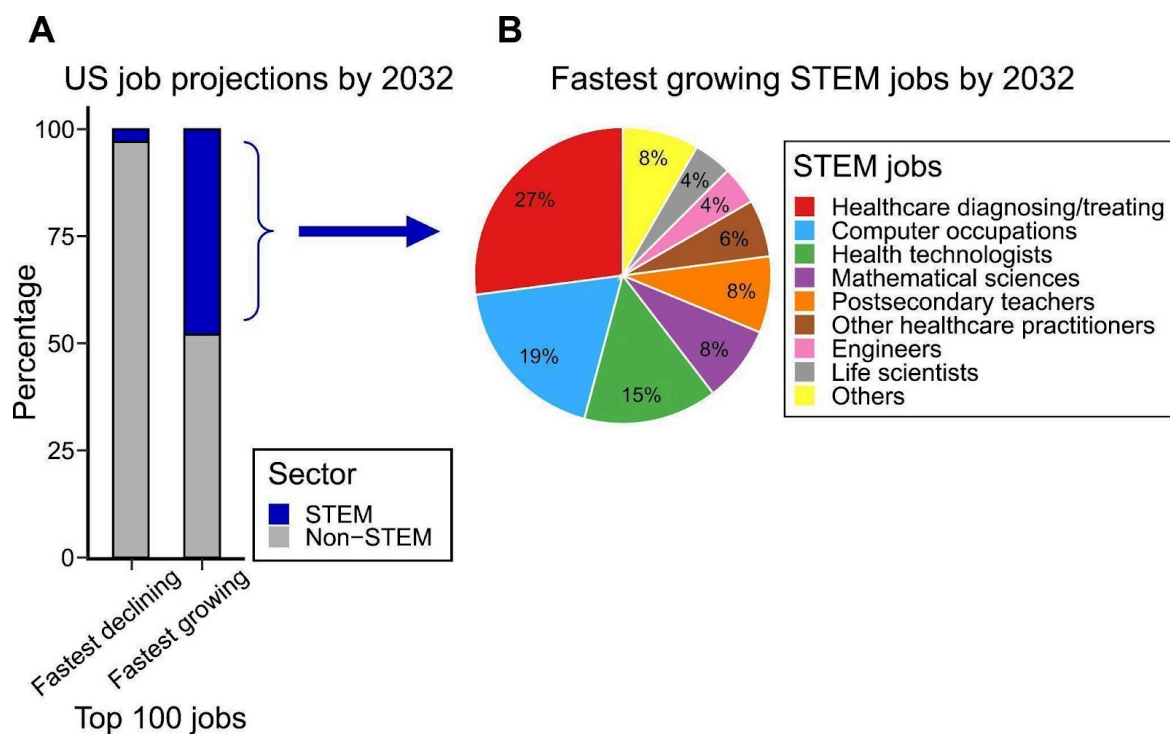 A
US job projections by 2032
Percentage
100
75
50
25
0
Fastest declining
Fastest growing
Top 100 jobs
Sector
STEM
Non-STEM
B
Fastest growing STEM jobs by 2032
8%
4%
4%
6%
8%
8%
15%
19%
27%
STEM jobs
Healthcare diagnosing/treating
Computer occupations
Health technologists
Mathematical sciences
Postsecondary teachers
Other healthcare practitioners
Engineers
Life scientists
Others